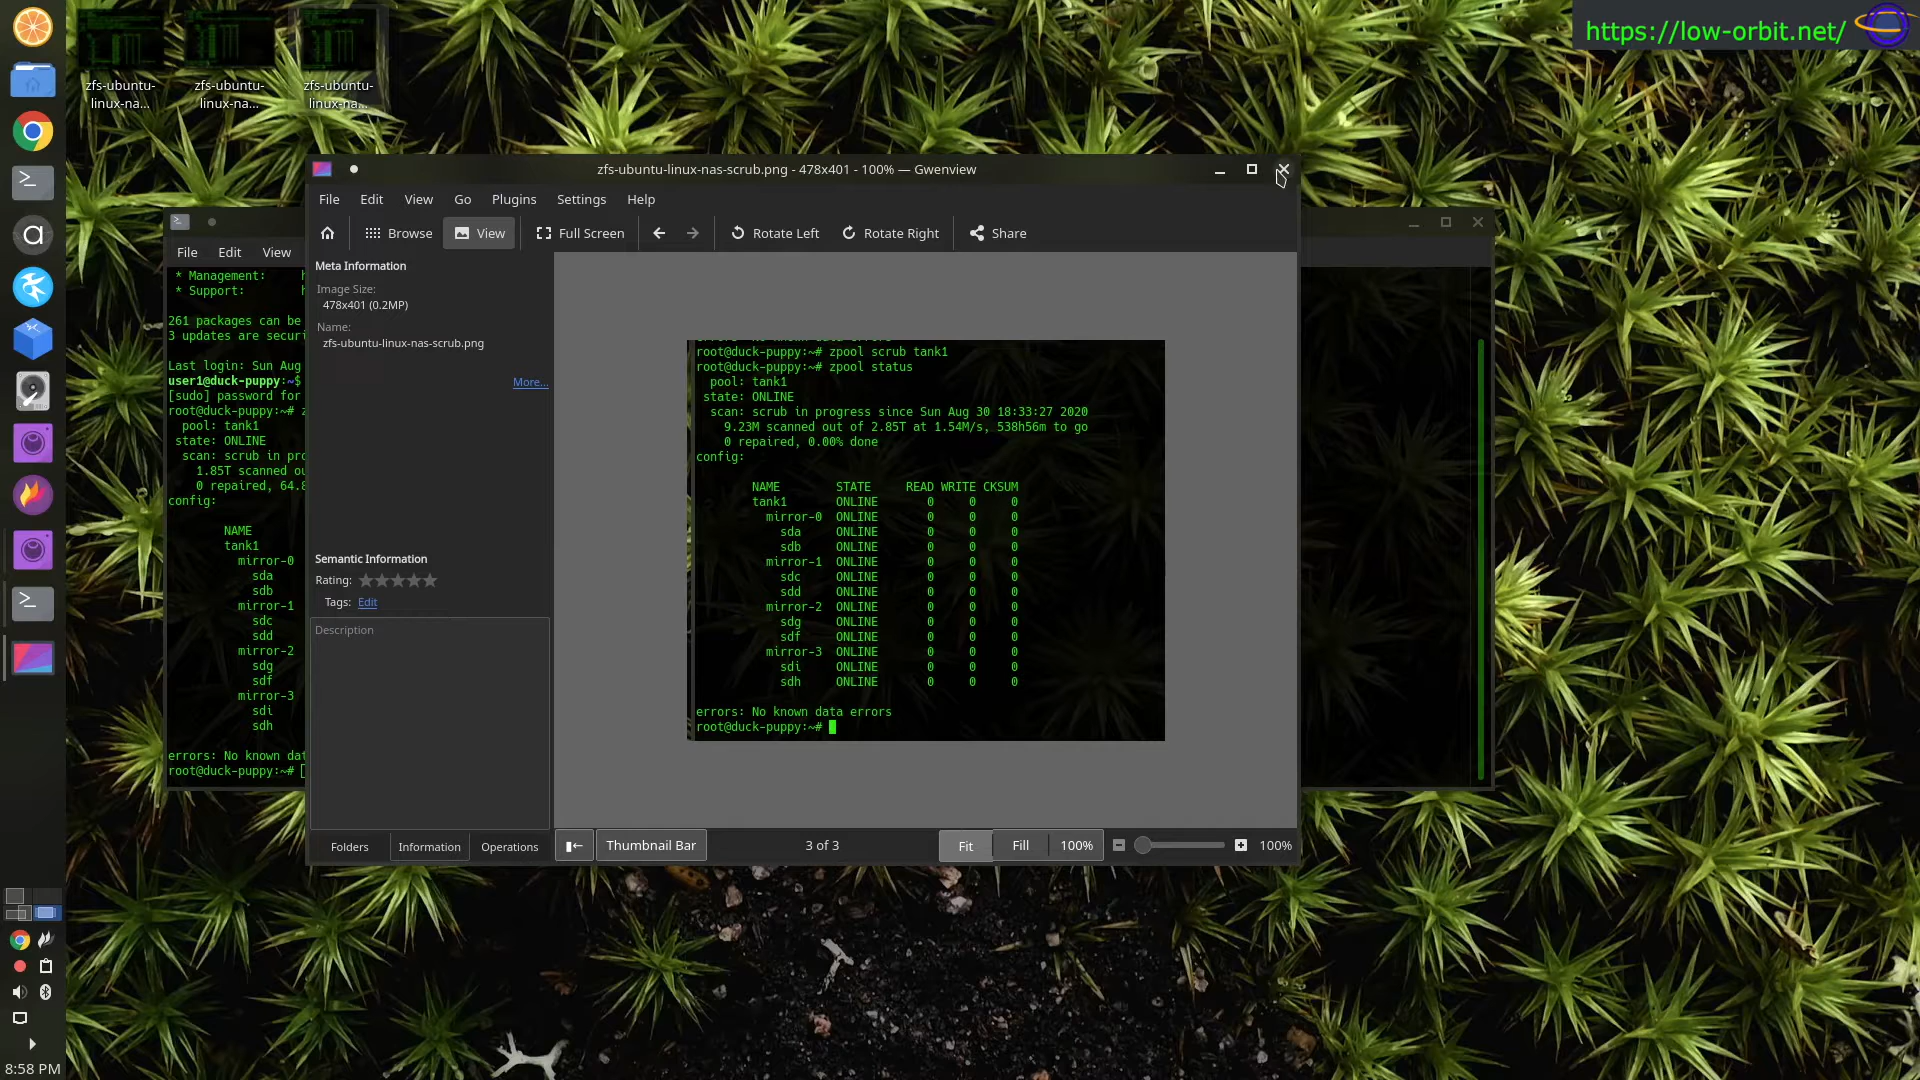 https://low-orbit.net/
zfs-ubuntu-
linux-na...
zfs-ubuntu-
linux-na...
zfs-ubuntu-
linux-na...
zfs-ubuntu-linux-nas-scrub.png - 478x401 - 100% — Gwenview
File Edit View Go Plugins Settings Help
Browse View Full Screen Rotate Left Rotate Right Share
Meta Information
Image Size:
478x401 (0.2MP)
Name:
zfs-ubuntu-linux-nas-scrub.png
More...
Semantic Information
Rating:
Tags: Edit
Description
Folders Information Operations
Thumbnail Bar 3 of 3 Fit Fill 100% 100%
root@duck-puppy:~# zpool scrub tank1
root@duck-puppy:~# zpool status
pool: tank1
state: ONLINE
scan: scrub in progress since Sun Aug 30 18:33:27 2020
9.23M scanned out of 2.85T at 1.54M/s, 538h56m to go
0 repaired, 0.00% done
config:
NAME STATE READ WRITE CKSUM
tank1 ONLINE 0 0 0
mirror-0 ONLINE 0 0 0
sda ONLINE 0 0 0
sdb ONLINE 0 0 0
mirror-1 ONLINE 0 0 0
sdc ONLINE 0 0 0
sdd ONLINE 0 0 0
mirror-2 ONLINE 0 0 0
sdg ONLINE 0 0 0
sdf ONLINE 0 0 0
mirror-3 ONLINE 0 0 0
sdi ONLINE 0 0 0
sdh ONLINE 0 0 0
errors: No known data errors
root@duck-puppy:~#
File Edit View
* Management:
* Support:
261 packages can be
3 updates are securi
Last login: Sun Aug
user1@duck-puppy:~$
[sudo] password for
root@duck-puppy:~# z
pool: tank1
state: ONLINE
scan: scrub in pro
1.85T scanned ou
0 repaired, 64.8
config:
NAME
tank1
mirror-0
sda
sdb
mirror-1
sdc
sdd
mirror-2
sdg
sdf
mirror-3
sdi
sdh
errors: No known dat
root@duck-puppy:~#
8:58 PM